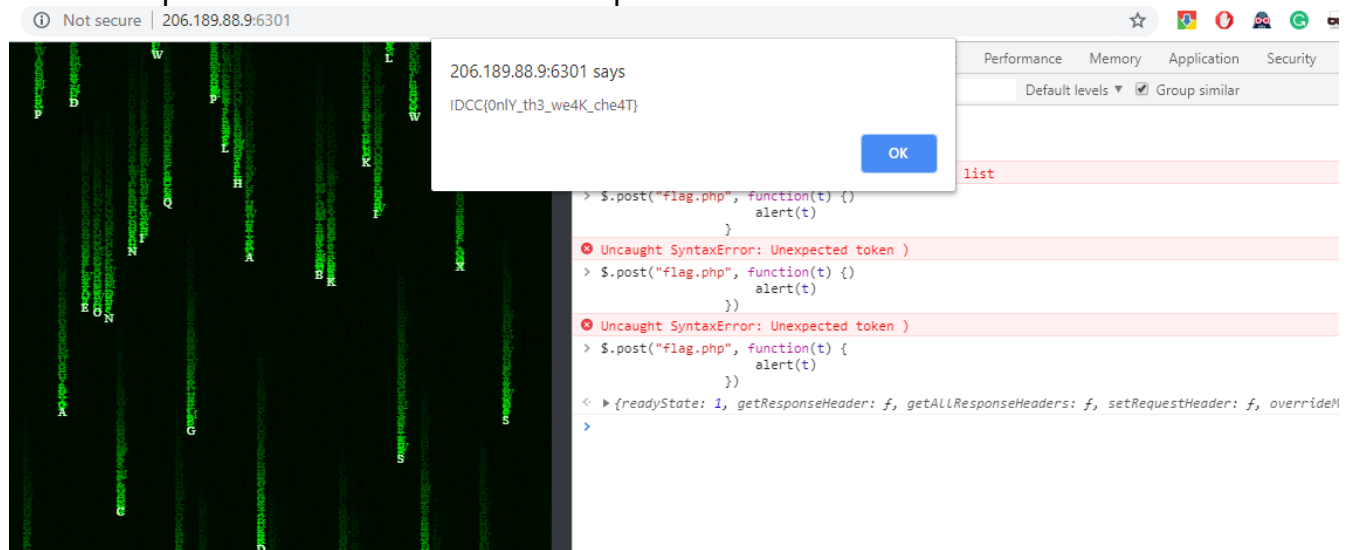 Not secure | 206.189.88.9:6301
206.189.88.9:6301 says
IDCC{0nlY_th3_we4K_che4T}
OK
Performance Memory Application Security
Default levels ▼ Group similar
list
> $.post("flag.php", function(t) {)
alert(t)
}
Uncaught SyntaxError: Unexpected token )
> $.post("flag.php", function(t) {)
alert(t)
})
Uncaught SyntaxError: Unexpected token )
> $.post("flag.php", function(t) {
alert(t)
})
{readyState: 1, getResponseHeader: ƒ, getAllResponseHeaders: ƒ, setRequestHeader: ƒ, overrideM
>